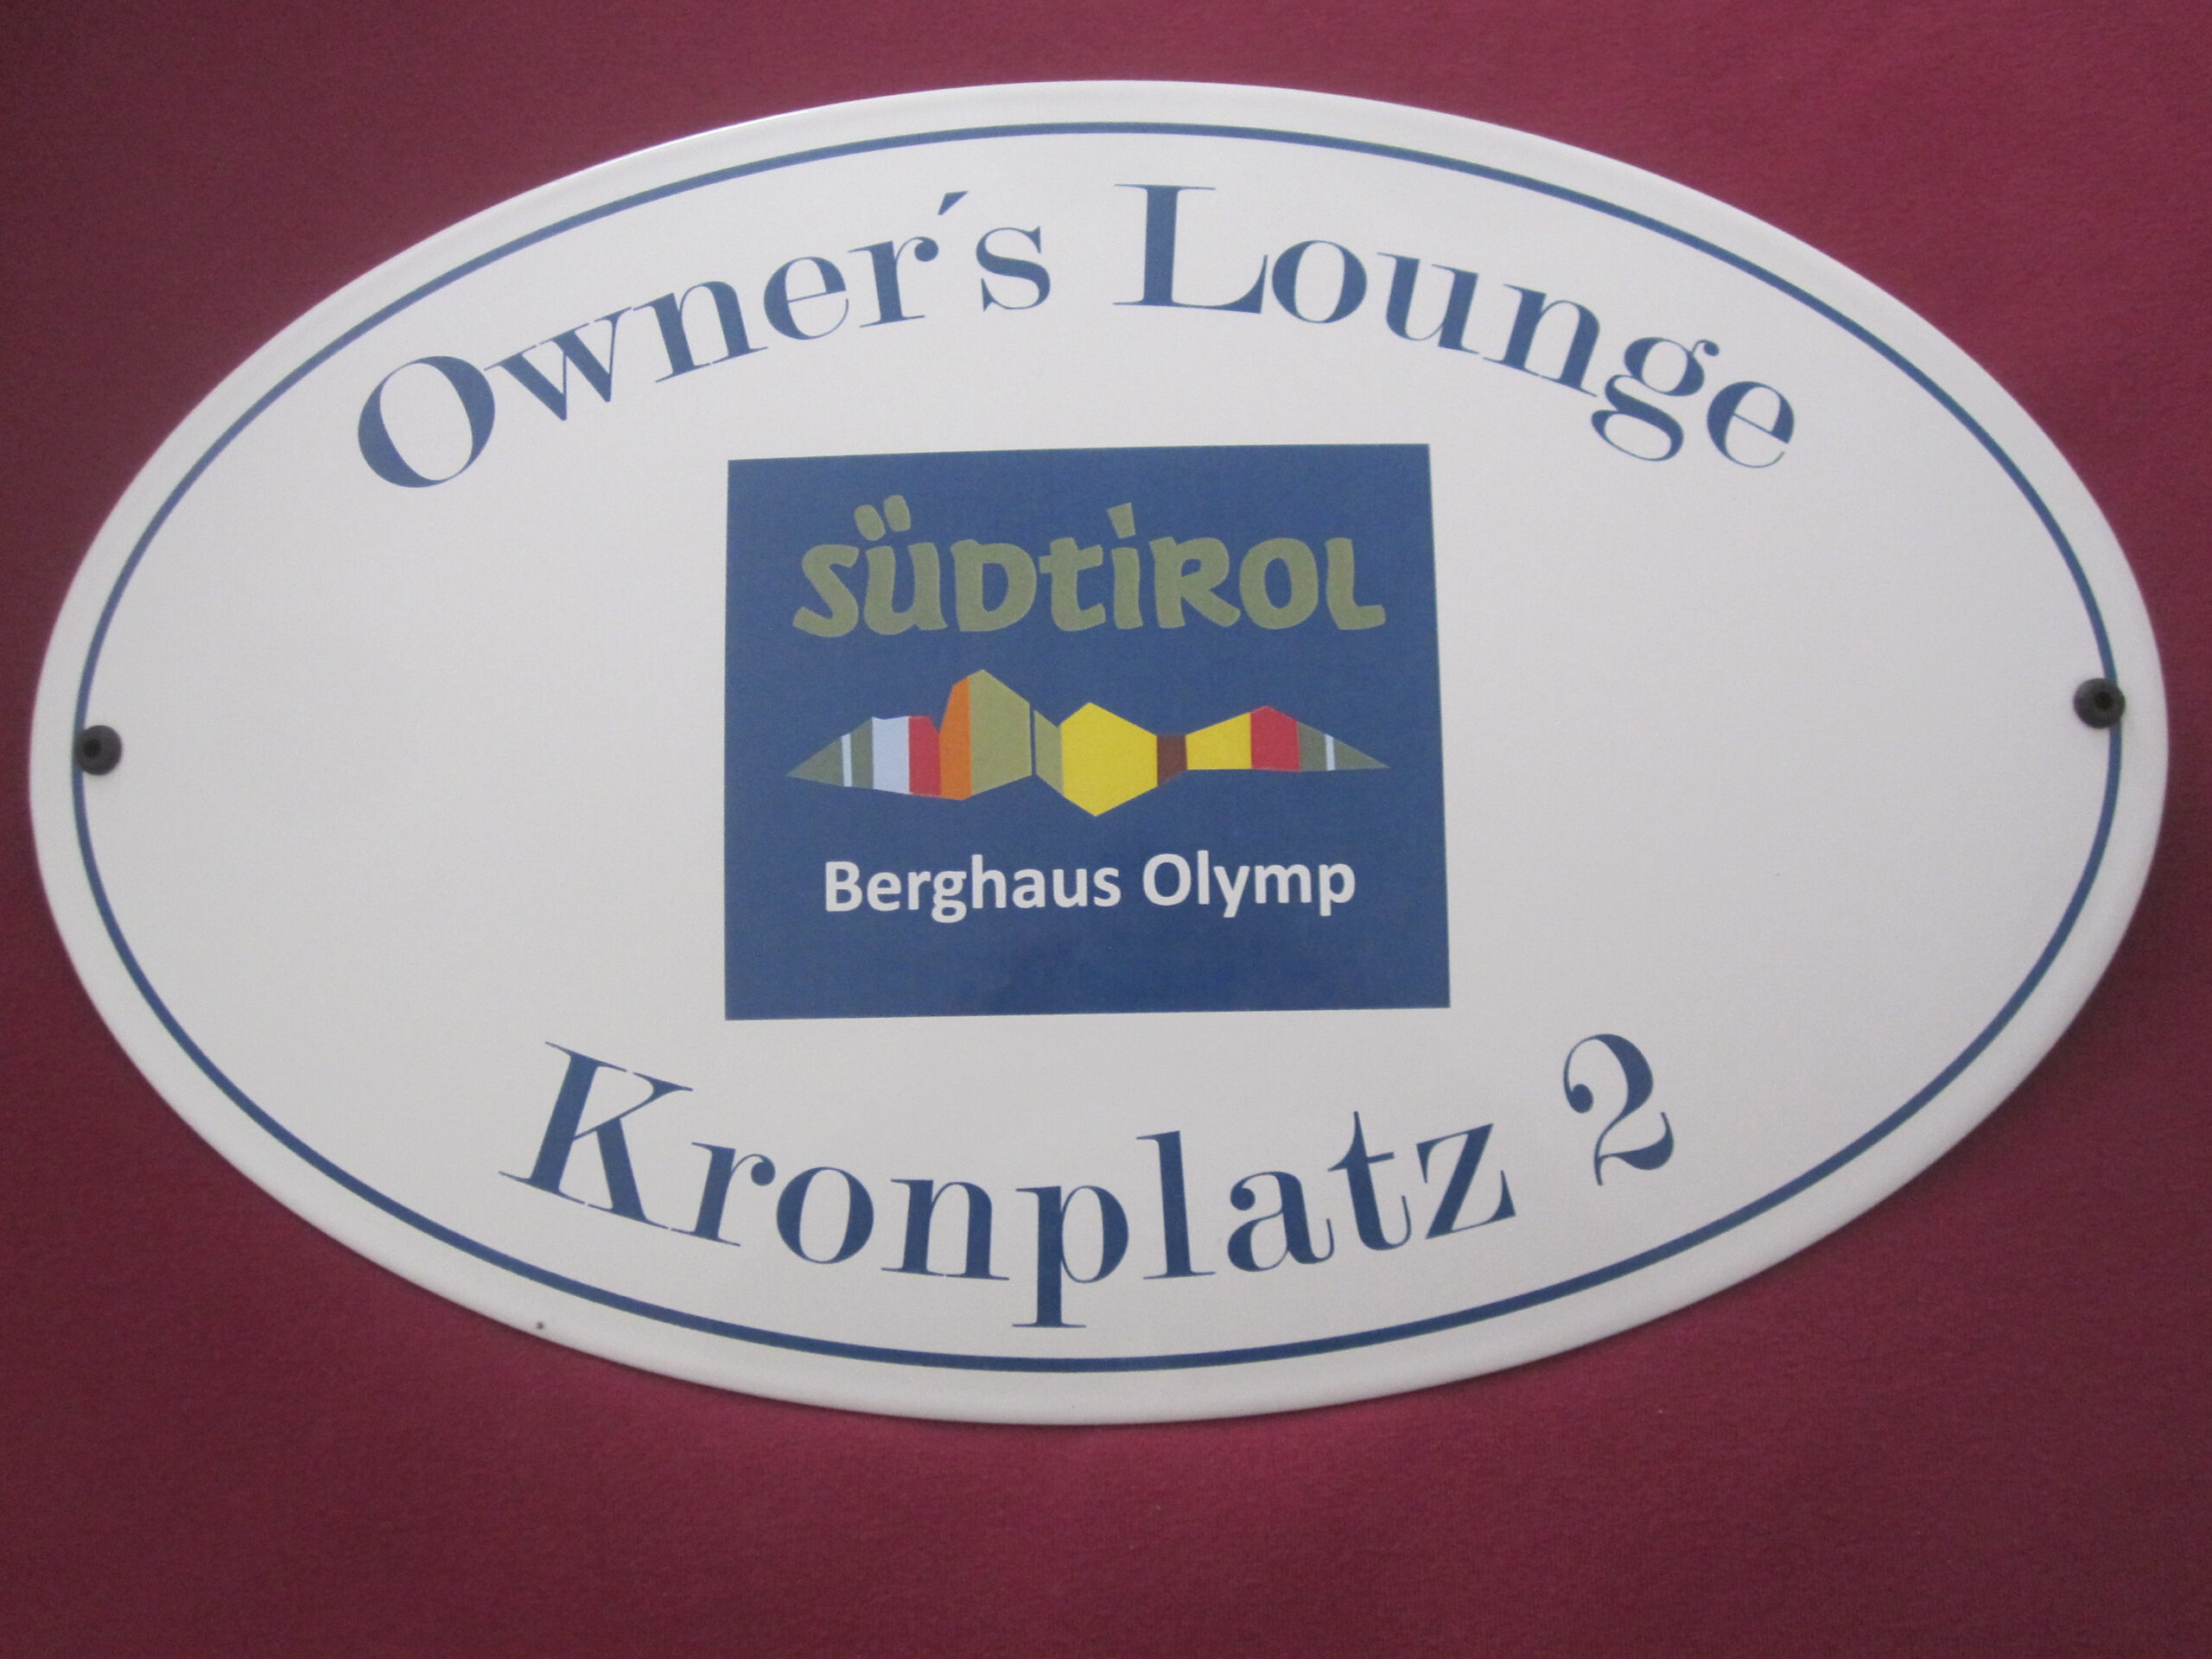 Owner´s Lounge
SÜDTIROL
Berghaus Olymp
Kronplatz 2